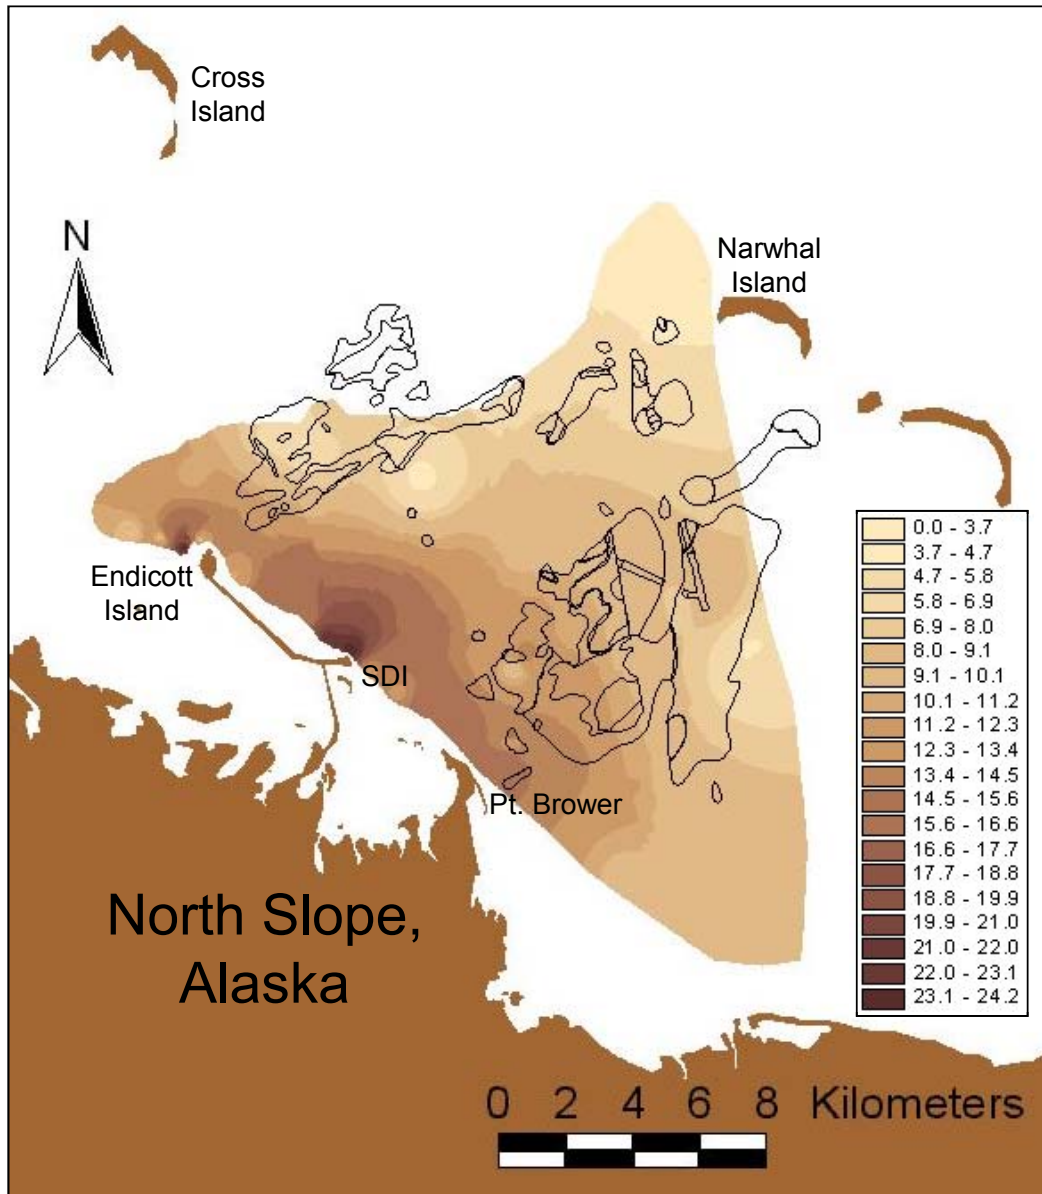 Cross
Island
N
Narwhal
Island
Endicott
Island
SDI
Pt. Brower
North Slope,
Alaska
0.0 - 3.7
3.7 - 4.7
4.7 - 5.8
5.8 - 6.9
6.9 - 8.0
8.0 - 9.1
9.1 - 10.1
10.1 - 11.2
11.2 - 12.3
12.3 - 13.4
13.4 - 14.5
14.5 - 15.6
15.6 - 16.6
16.6 - 17.7
17.7 - 18.8
18.8 - 19.9
19.9 - 21.0
21.0 - 22.0
22.0 - 23.1
23.1 - 24.2
0 2 4 6 8 Kilometers